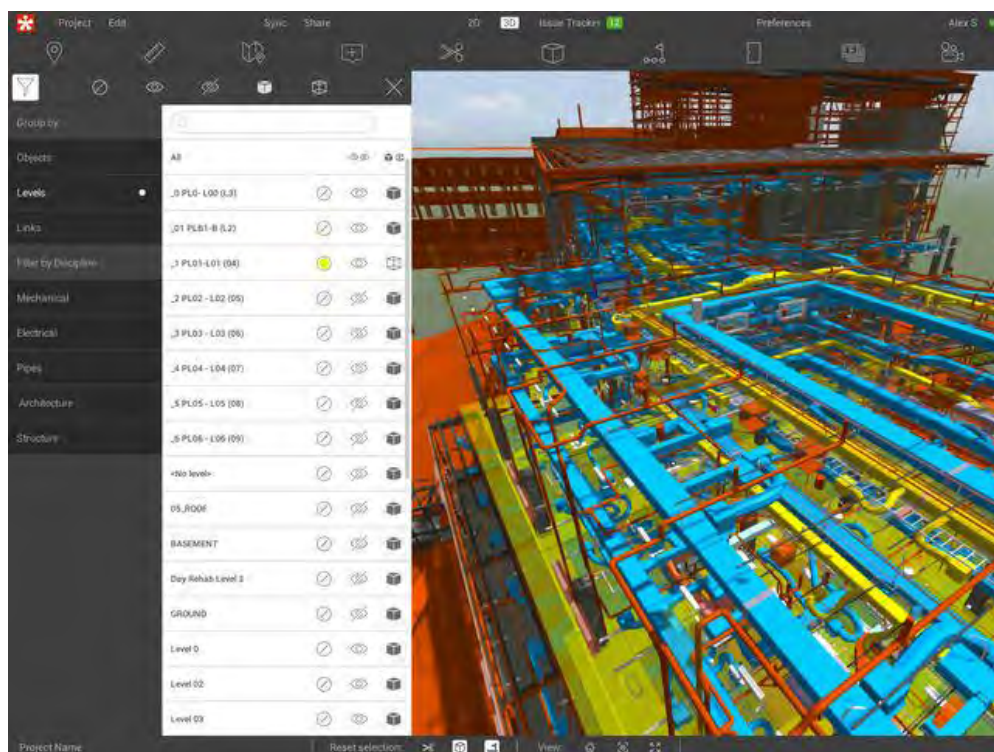 Project Edit Sync Share 2D 3D Issue Tracker 12 Preferences Alex S
Group by
Objects
Levels
Links
Filter by Discipline
Mechanical
Electrical
Pipes
Architecture
Structure
All
_0 PL0- L00 (L3)
_01 PLB1-B (L2)
_1 PL01-L01 (04)
_2 PL02 - L02 (05)
_3 PL03 - L03 (06)
_4 PL04 - L04 (07)
_5 PL05 - L05 (08)
_6 PL06 - L06 (09)
<No level>
05_ROOF
BASEMENT
Day Rehab Level 3
GROUND
Level 0
Level 02
Level 03
Project Name Reset selection: View: